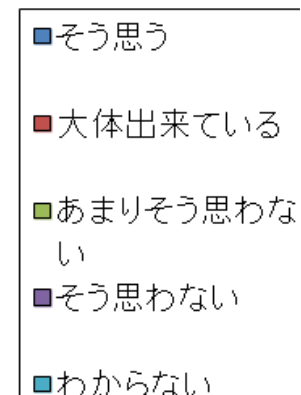 そう思う
大体出来ている
あまりそう思わな
い
そう思わない
わからない